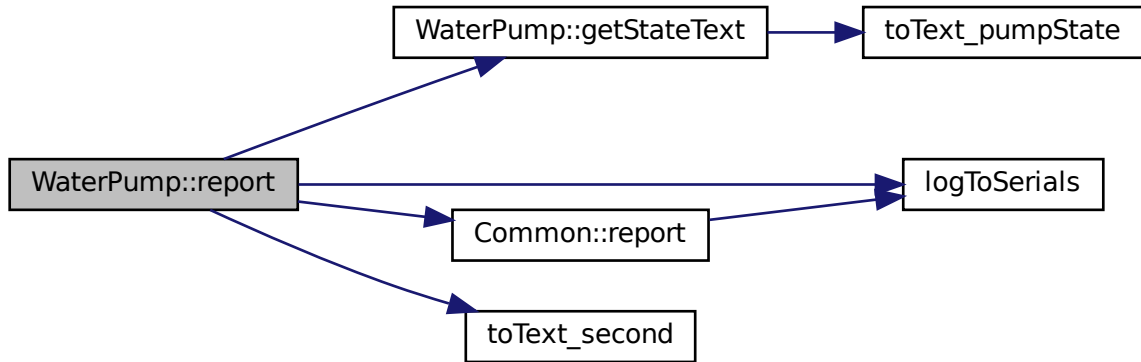 WaterPump::getStateText
toText_pumpState
WaterPump::report
logToSerials
Common::report
toText_second